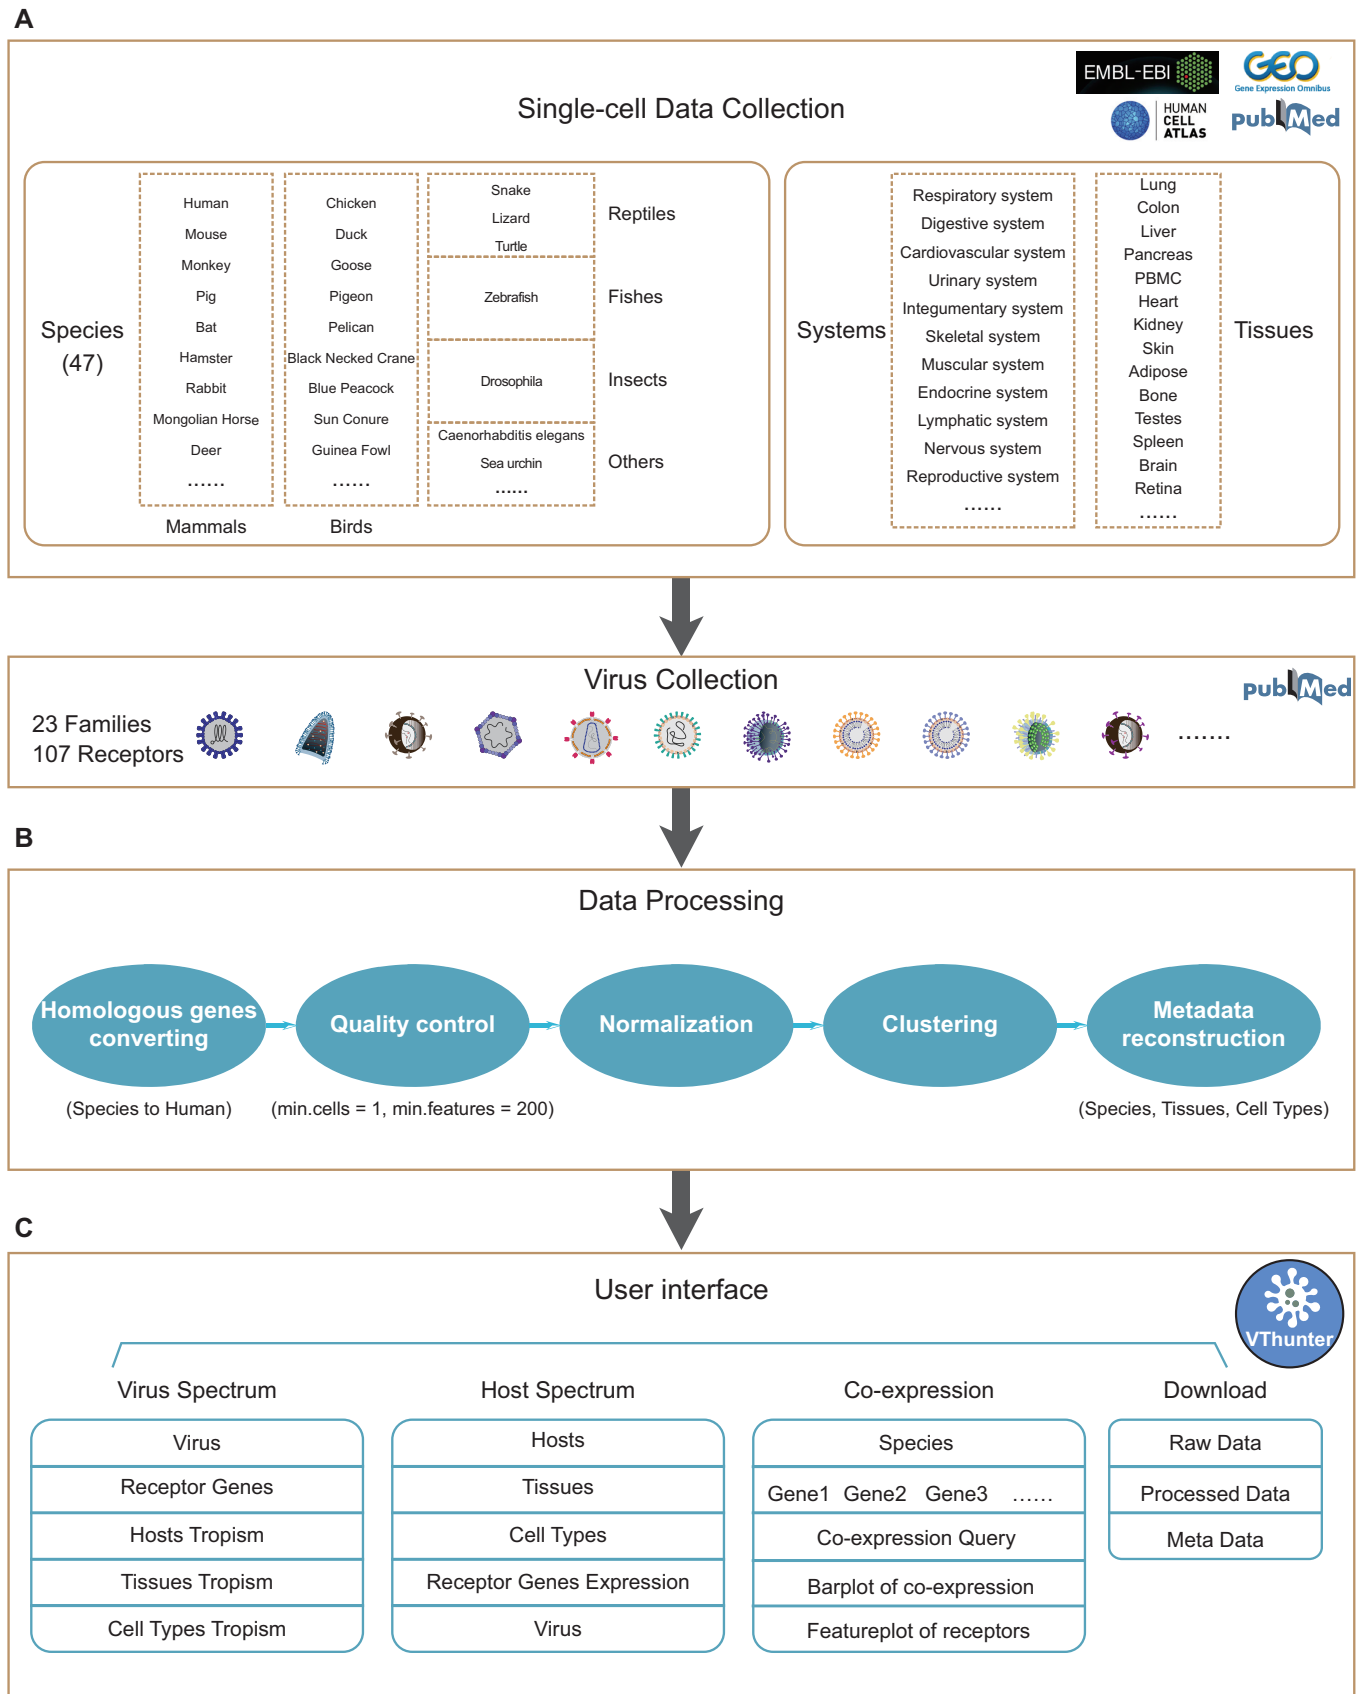 A
Single-cell Data Collection
EMBL-EBI
GEO
Gene Expression Omnibus
HUMAN
CELL
ATLAS
PubMed
Species
(47)
Human
Mouse
Monkey
Pig
Bat
Hamster
Rabbit
Mongolian Horse
Deer
......
Mammals
Chicken
Duck
Goose
Pigeon
Pelican
Black Necked Crane
Blue Peacock
Sun Conure
Guinea Fowl
......
Birds
Snake
Lizard
Turtle
Reptiles
Zebrafish
Fishes
Drosophila
Insects
Caenorhabditis elegans
Sea urchin
......
Others
Systems
Respiratory system
Digestive system
Cardiovascular system
Urinary system
Integumentary system
Skeletal system
Muscular system
Endocrine system
Lymphatic system
Nervous system
Reproductive system
......
Lung
Colon
Liver
Pancreas
PBMC
Heart
Kidney
Skin
Adipose
Bone
Testes
Spleen
Brain
Retina
......
Tissues
Virus Collection
PubMed
23 Families
107 Receptors
.......
B
Data Processing
Homologous genes
converting
Quality control
Normalization
Clustering
Metadada
reconstruction
(Species to Human)
(min.cells = 1, min.features = 200)
(Species, Tissues, Cell Types)
C
User interface
VThunter
Virus Spectrum
Virus
Receptor Genes
Hosts Tropism
Tissues Tropism
Cell Types Tropism
Host Spectrum
Hosts
Tissues
Cell Types
Receptor Genes Expression
Virus
Co-expression
Species
Gene1 Gene2 Gene3 ......
Co-expression Query
Barplot of co-expression
Featureplot of receptors
Download
Raw Data
Processed Data
Meta Data